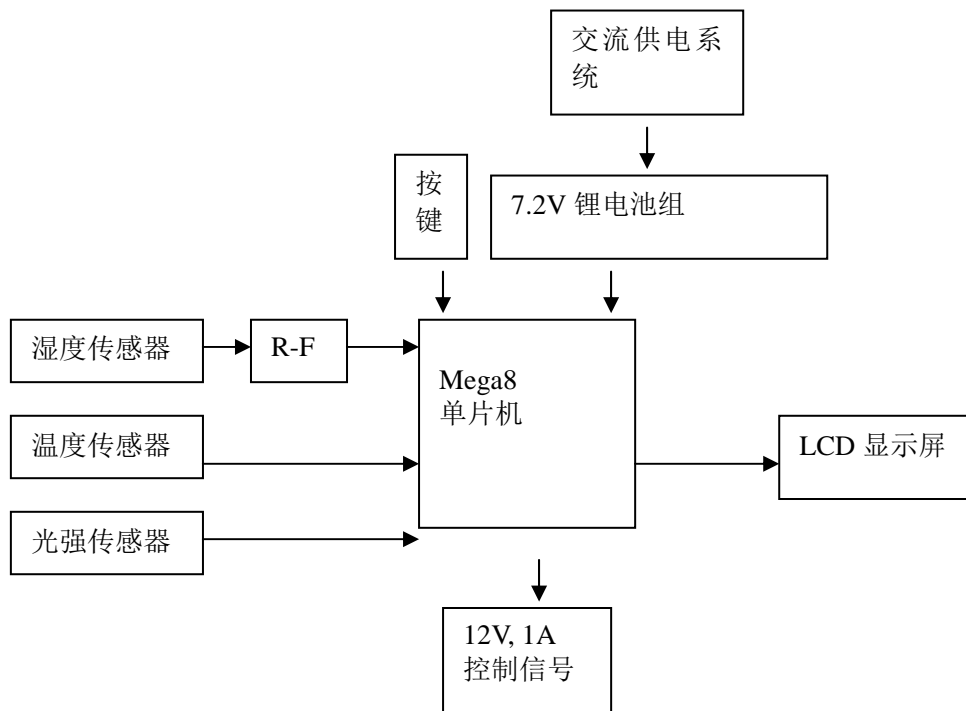 交流供电系
统
按
键
7.2V 锂电池组
湿度传感器
R-F
Mega8
单片机
温度传感器
LCD 显示屏
光强传感器
12V, 1A
控制信号